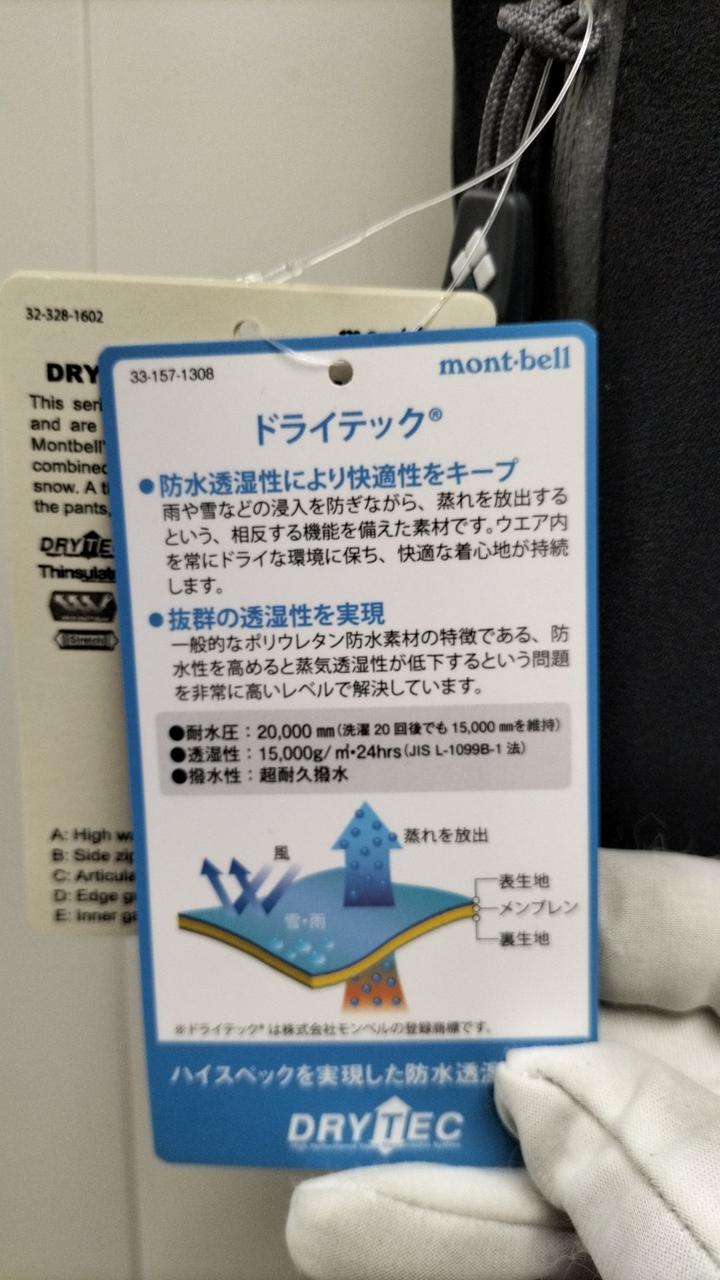 32-328-1602
DRY
This seri
and are
Montbell'
combined
snow. A t
the pants,
DRYTE
Thinsulate
Stretch
A: High wa
B: Side zip
C: Articula
D: Edge g
E: Inner g
33-157-1308
mont·bell
ドライテック®
●防水透湿性により快適性をキープ
雨や雪などの浸入を防ぎながら、蒸れを放出する
という、相反する機能を備えた素材です。ウエア内
を常にドライな環境に保ち、快適な着心地が持続
します。
●抜群の透湿性を実現
一般的なポリウレタン防水素材の特徴である、防
水性を高めると蒸気透湿性が低下するという問題
を非常に高いレベルで解決しています。
●耐水圧：20,000 ㎜（洗濯 20 回後でも 15,000 ㎜を維持）
●透湿性：15,000g/㎡・24hrs（JIS L-1099B-1 法）
●撥水性：超耐久撥水
蒸れを放出
風
表生地
メンブレン
雪・雨
裏生地
※ドライテック®は株式会社モンベルの登録商標です。
ハイスペックを実現した防水透湿
DRYTEC